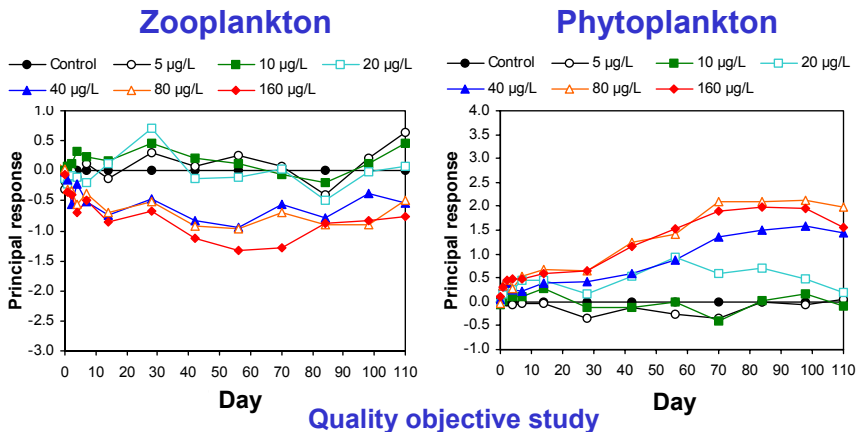 Zooplankton
Control 5 µg/L 10 µg/L 20 µg/L
40 µg/L 80 µg/L 160 µg/L
1.0
0.5
0.0
-0.5
-1.0
-1.5
-2.0
-2.5
-3.0
Principal response
0 10 20 30 40 50 60 70 80 90 100 110
Day
Phytoplankton
Control 5 µg/L 10 µg/L 20 µg/L
40 µg/L 80 µg/L 160 µg/L
4.0
3.5
3.0
2.5
2.0
1.5
1.0
0.5
0.0
-0.5
-1.0
Principal response
0 10 20 30 40 50 60 70 80 90 100 110
Day
Quality objective study